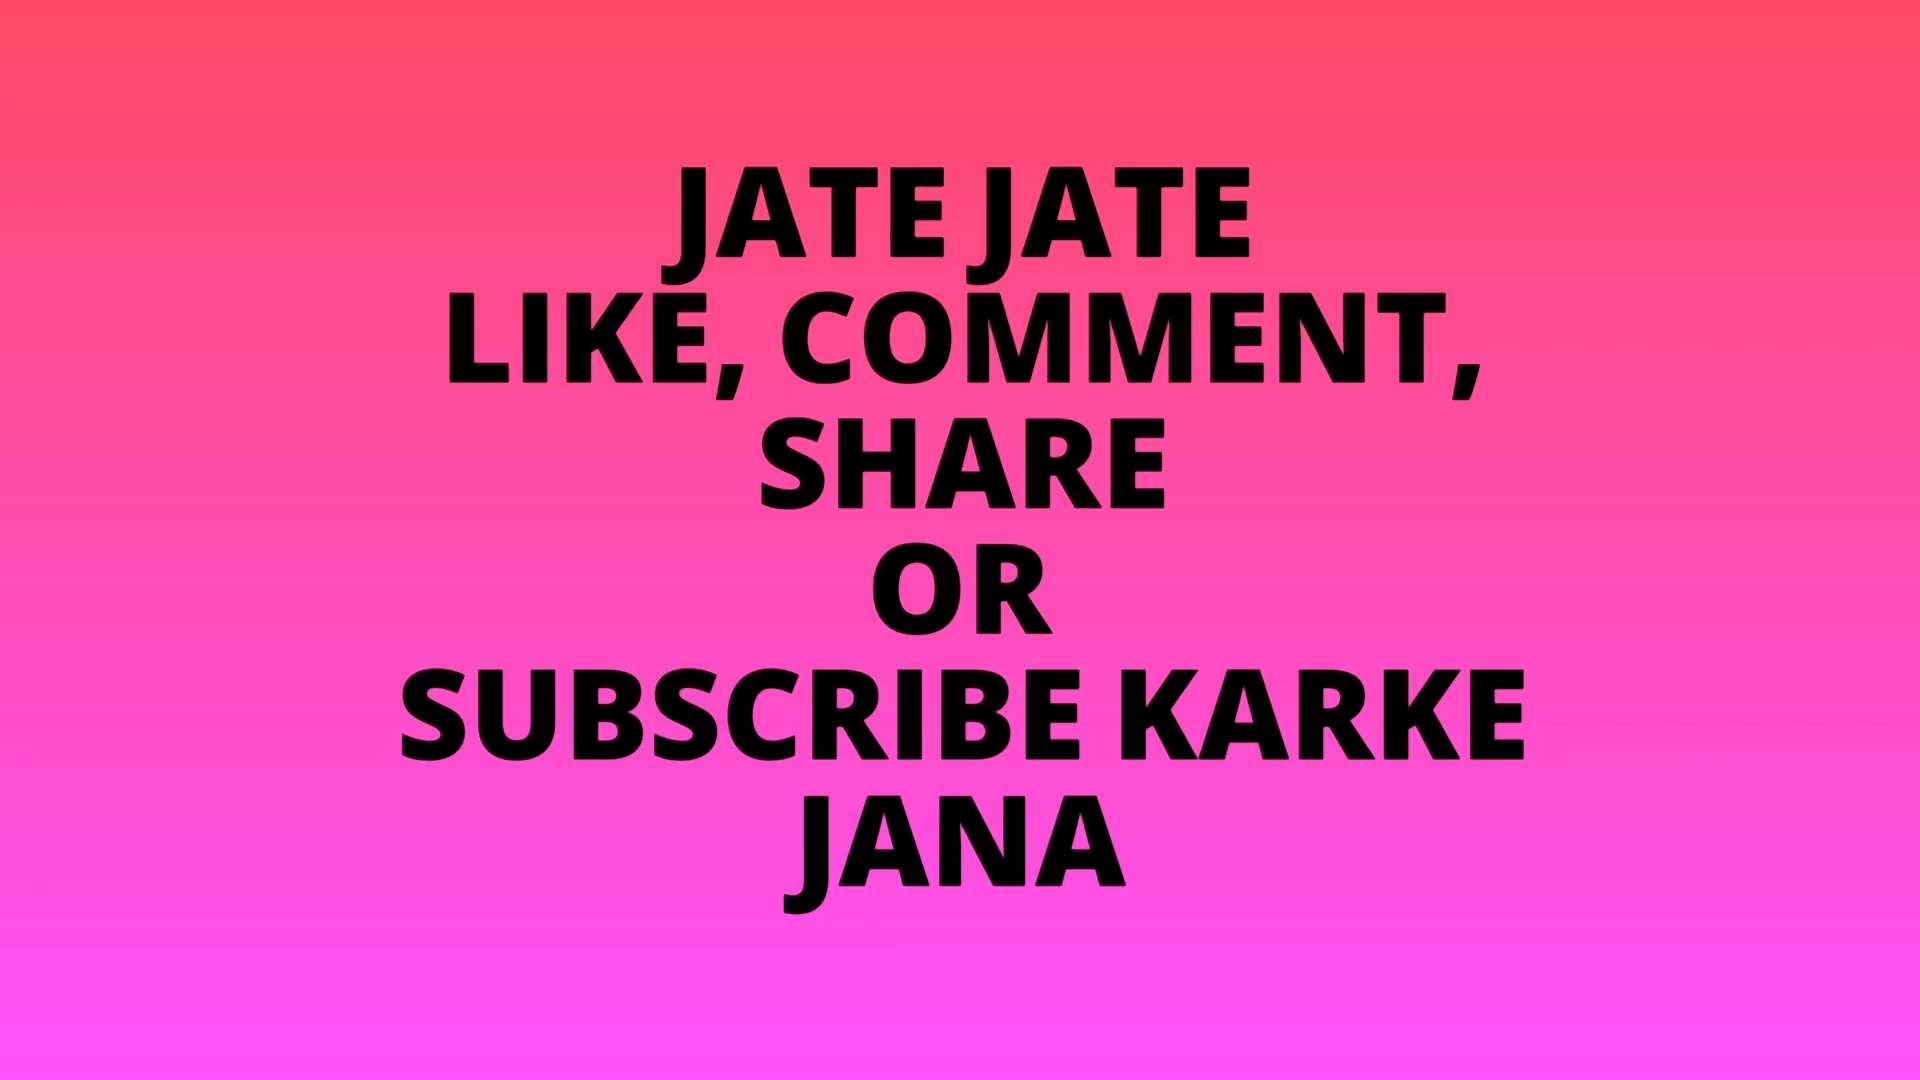 JATE JATE
LIKE, COMMENT,
SHARE
OR
SUBSCRIBE KARKE
JANA